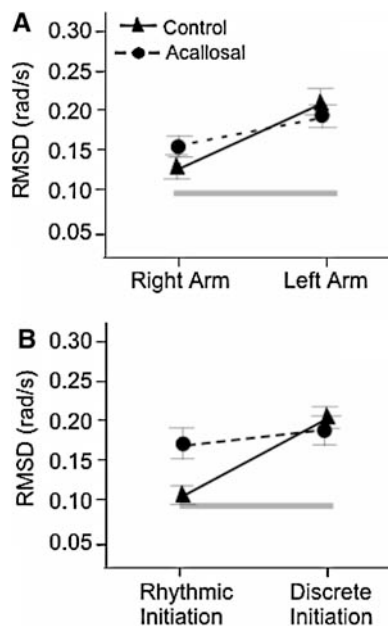 A
Control
Acallosal
RMSD (rad/s)
0.30
0.25
0.20
0.15
0.10
0.05
Right Arm
Left Arm
B
RMSD (rad/s)
0.30
0.25
0.20
0.15
0.10
0.05
Rhythmic
Initiation
Discrete
Initiation